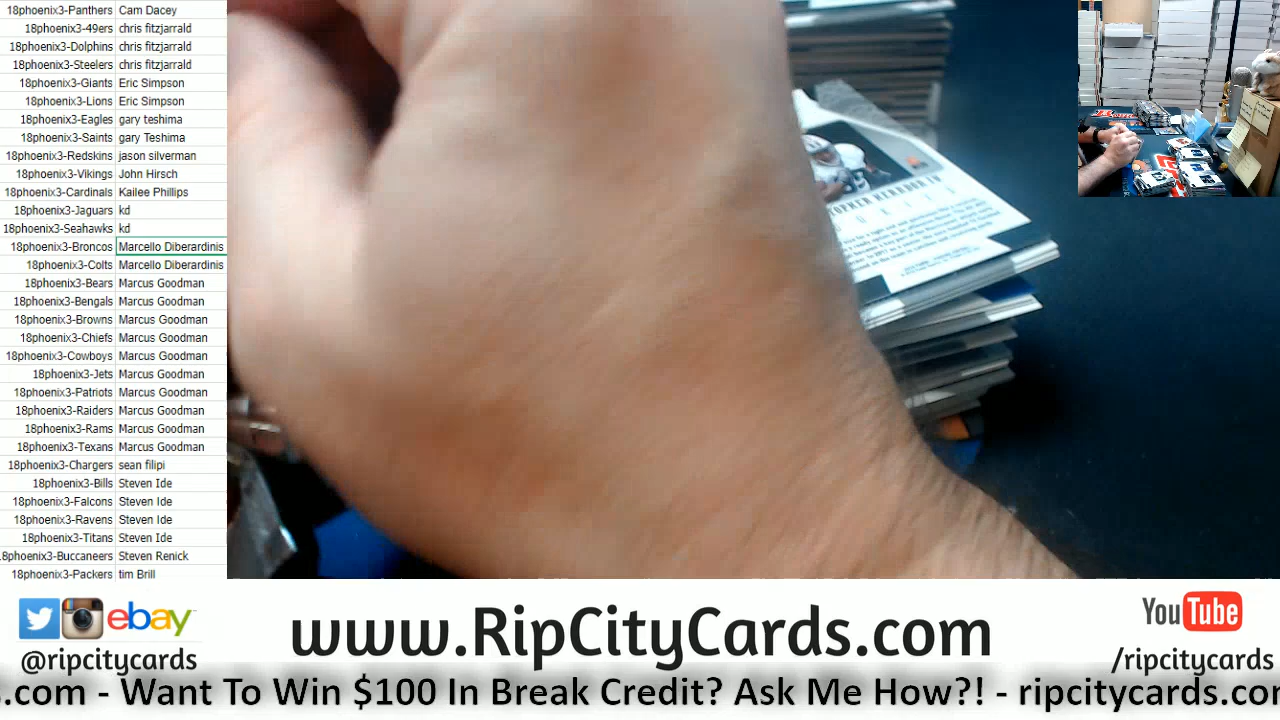 18phoenix3-Panthers Cam Dacey
18phoenix3-49ers chris fitzjarrald
18phoenix3-Dolphins chris fitzjarrald
18phoenix3-Steelers chris fitzjarrald
18phoenix3-Giants Eric Simpson
18phoenix3-Lions Eric Simpson
18phoenix3-Eagles gary teshima
18phoenix3-Saints gary Teshima
18phoenix3-Redskins jason silverman
18phoenix3-Vikings John Hirsch
18phoenix3-Cardinals Kailee Phillips
18phoenix3-Jaguars kd
18phoenix3-Seahawks kd
18phoenix3-Broncos Marcello Diberardinis
18phoenix3-Colts Marcello Diberardinis
18phoenix3-Bears Marcus Goodman
18phoenix3-Bengals Marcus Goodman
18phoenix3-Browns Marcus Goodman
18phoenix3-Chiefs Marcus Goodman
18phoenix3-Cowboys Marcus Goodman
18phoenix3-Jets Marcus Goodman
18phoenix3-Patriots Marcus Goodman
18phoenix3-Raiders Marcus Goodman
18phoenix3-Rams Marcus Goodman
18phoenix3-Texans Marcus Goodman
18phoenix3-Chargers sean filipi
18phoenix3-Bills Steven Ide
18phoenix3-Falcons Steven Ide
18phoenix3-Ravens Steven Ide
18phoenix3-Titans Steven Ide
8phoenix3-Buccaneers Steven Renick
18phoenix3-Packers tim Brill
ebay
@ripcitycards
www.RipCityCards.com
YouTube
/ripcitycards
s.com - Want To Win $100 In Break Credit? Ask Me How?! - ripcitycards.cor